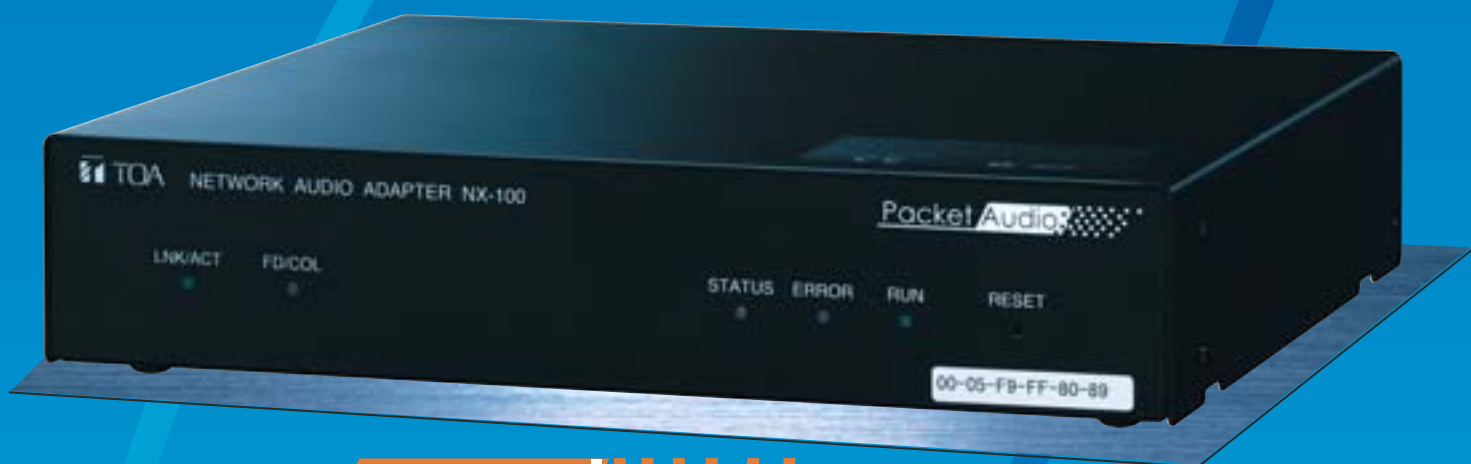 TOA NETWORK AUDIO ADAPTER NX-100
Packet Audio
LNK/ACT FD/COL
STATUS ERROR RUN RESET
00-05-F9-FF-80-89